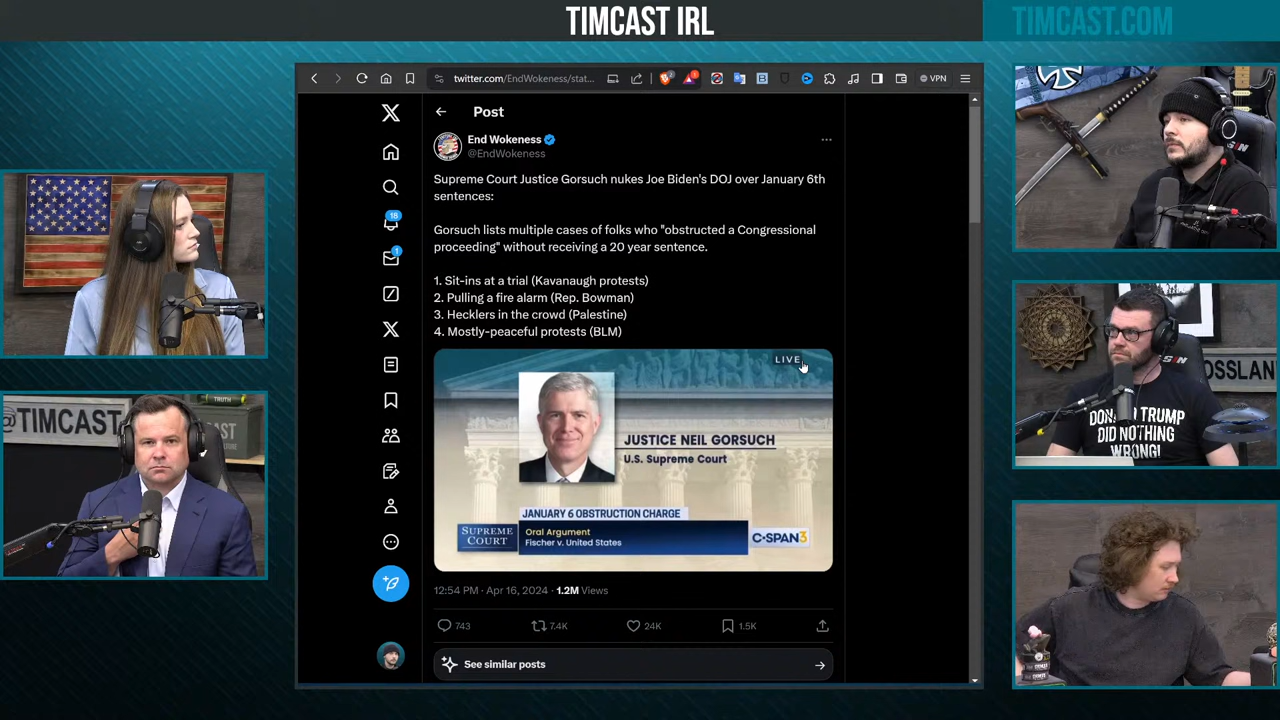 TIMCAST IRL
TIMCAST.COM
twitter.com/EndWokeness/stat...
VPN
Post
End Wokeness
@EndWokeness
Supreme Court Justice Gorsuch nukes Joe Biden's DOJ over January 6th
sentences:
Gorsuch lists multiple cases of folks who "obstructed a Congressional
proceeding" without receiving a 20 year sentence.
1. Sit-ins at a trial (Kavanaugh protests)
2. Pulling a fire alarm (Rep. Bowman)
3. Hecklers in the crowd (Palestine)
4. Mostly-peaceful protests (BLM)
LIVE
JUSTICE NEIL GORSUCH
U.S. Supreme Court
JANUARY 6 OBSTRUCTION CHARGE
SUPREME
COURT
Oral Argument
Fischer v. United States
C-SPAN3
12:54 PM · Apr 16, 2024 · 1.2M Views
743
7.4K
24K
1.5K
See similar posts
18
1
@TIMCAST
TRUTH
CAST
DONALD TRUMP
DID NOTHING
WRONG!